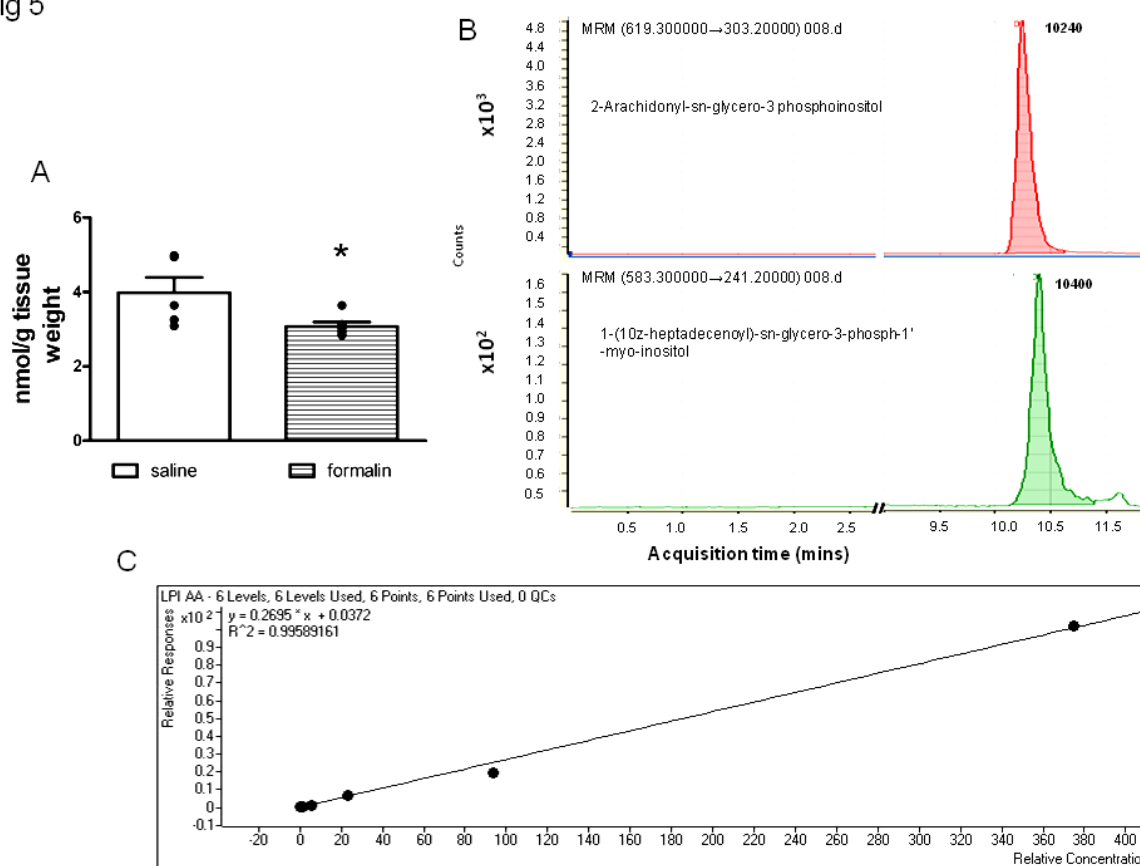 Fig 5
A
6
4
2
0
nmol/g tissue
weight
*
saline
formalin
B
MRM (619.300000→303.20000) 008.d
10240
2-Arachidonyl-sn-glycero-3 phosphoinositol
x10³
4.8
4.4
4.0
3.6
3.2
2.8
2.4
2.0
1.6
1.2
0.8
0.4
Counts
MRM (583.300000→241.20000) 008.d
10400
1-(10z-heptadecenoyl)-sn-glycero-3-phosph-1'
-myo-inositol
x10²
1.6
1.5
1.4
1.3
1.2
1.1
1.0
0.9
0.8
0.7
0.6
0.5
0.5 1.0 1.5 2.0 2.5 9.5 10.0 10.5 11.5
Acquisition time (mins)
C
LPI AA - 6 Levels, 6 Levels Used, 6 Points, 6 Points Used, 0 QCs
x10 2
y = 0.2695 * x + 0.0372
R^2 = 0.99589161
Relative Responses
0.9
0.8
0.7
0.6
0.5
0.4
0.3
0.2
0.1
0
-0.1
-20 0 20 40 60 80 100 120 140 160 180 200 220 240 260 280 300 320 340 360 380 400
Relative Concentratio